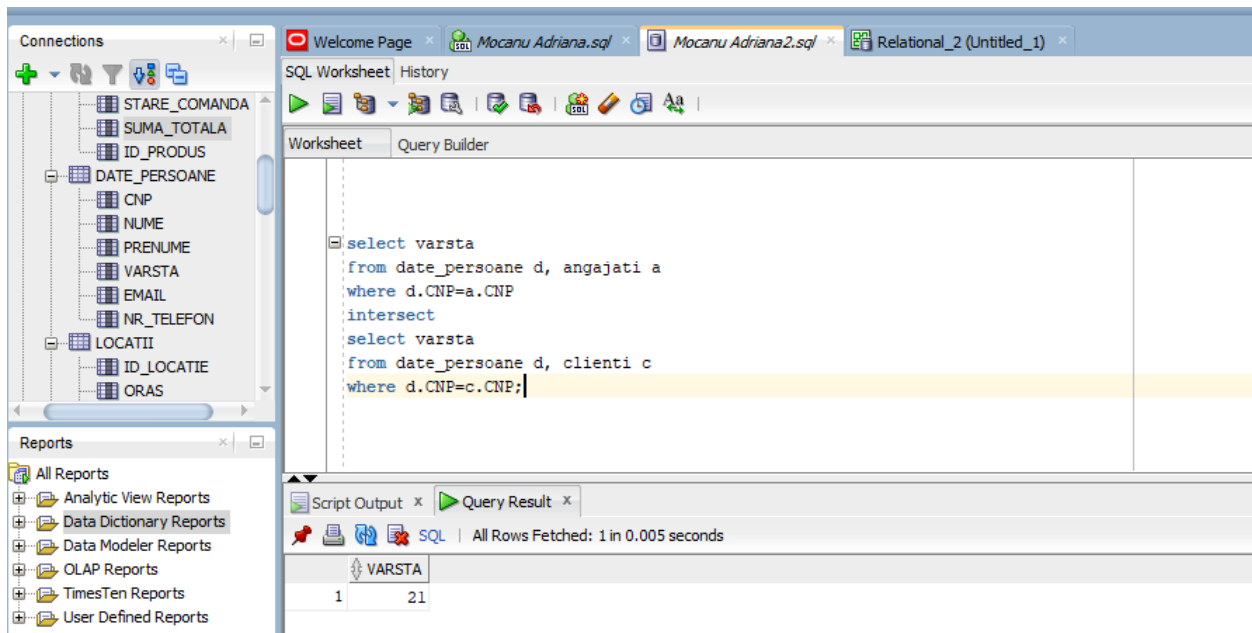 Connections
STARE_COMANDA
SUMA_TOTALA
ID_PRODUS
DATE_PERSOANE
CNP
NUME
PRENUME
VARSTA
EMAIL
NR_TELEFON
LOCATII
ID_LOCATIE
ORAS
Reports
All Reports
Analytic View Reports
Data Dictionary Reports
Data Modeler Reports
OLAP Reports
TimesTen Reports
User Defined Reports
Welcome Page Mocanu Adriana.sql Mocanu Adriana2.sql Relational_2 (Untitled_1)
SQL Worksheet History
Worksheet Query Builder
select varsta
from date_persoane d, angajati a
where d.CNP=a.CNP
intersect
select varsta
from date_persoane d, clienti c
where d.CNP=c.CNP;
Script Output x Query Result x
SQL | All Rows Fetched: 1 in 0.005 seconds
VARSTA
1 21